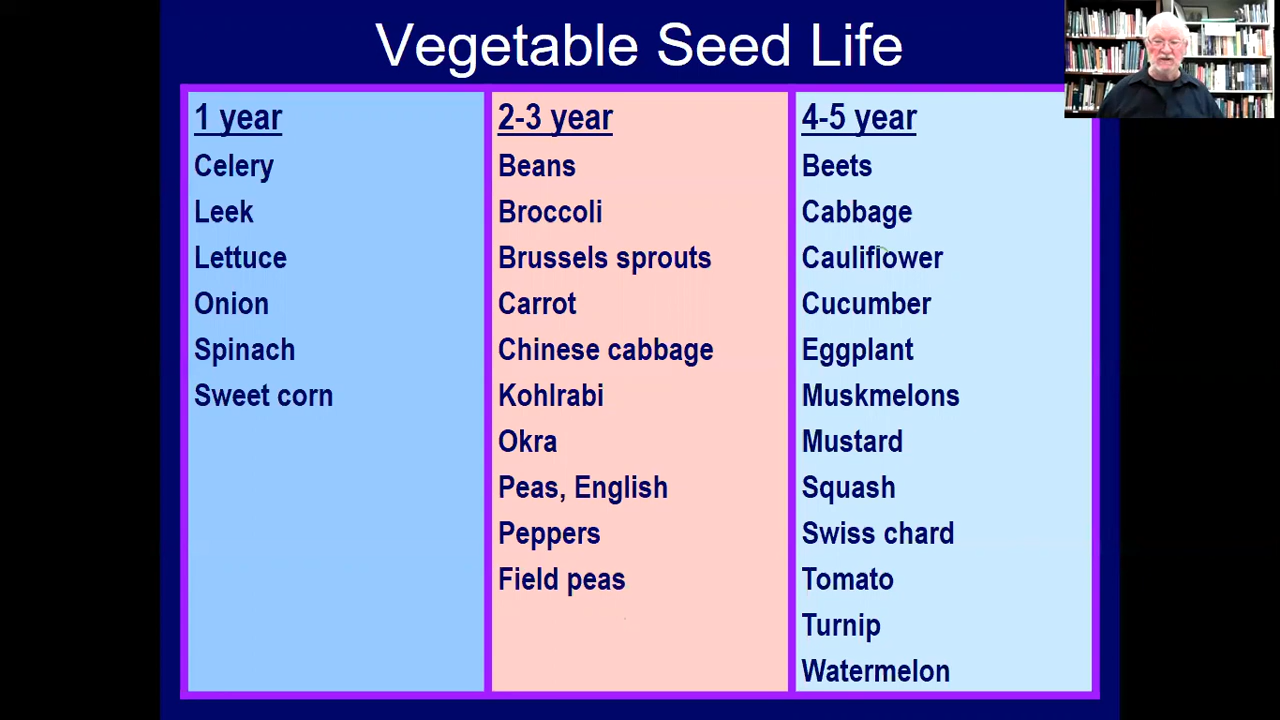 Vegetable Seed Life
1 year
Celery
Leek
Lettuce
Onion
Spinach
Sweet corn
2-3 year
Beans
Broccoli
Brussels sprouts
Carrot
Chinese cabbage
Kohlrabi
Okra
Peas, English
Peppers
Field peas
4-5 year
Beets
Cabbage
Cauliflower
Cucumber
Eggplant
Muskmelons
Mustard
Squash
Swiss chard
Tomato
Turnip
Watermelon